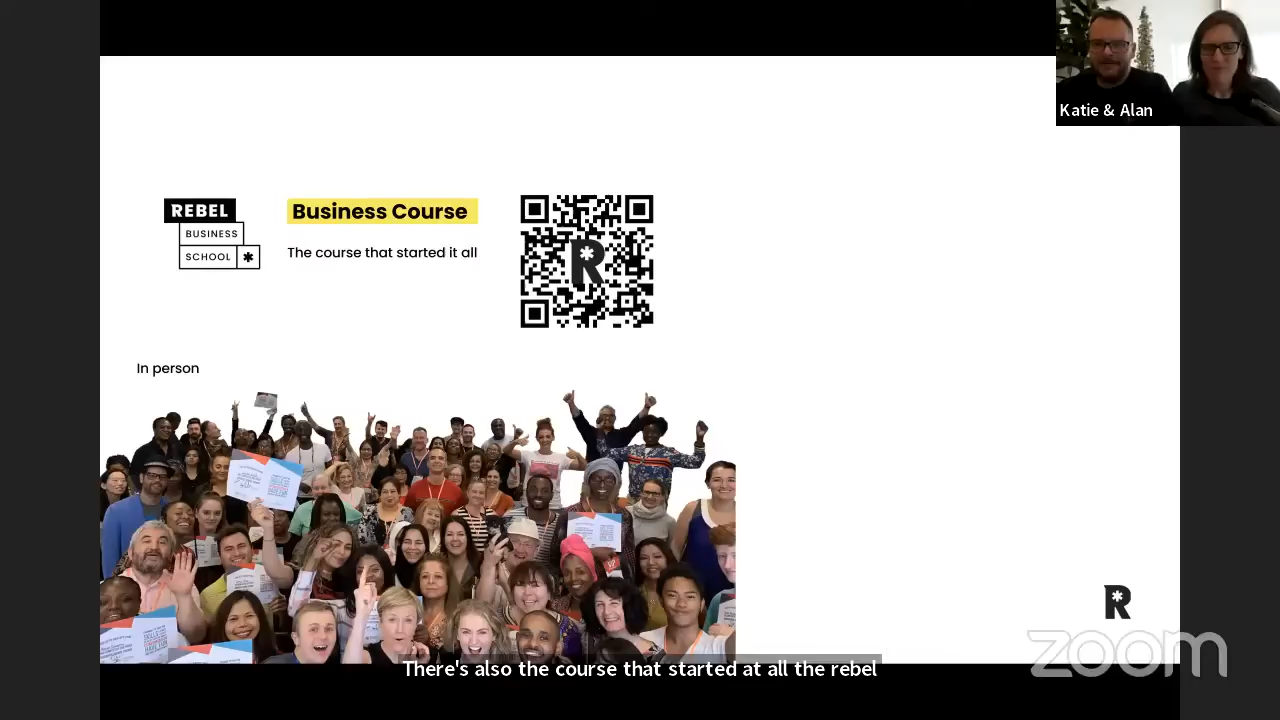 Katie & Alan
REBEL
BUSINESS
SCHOOL *
Business Course
The course that started it all
R
In person
R
zoom
There's also the course that started at all the rebel